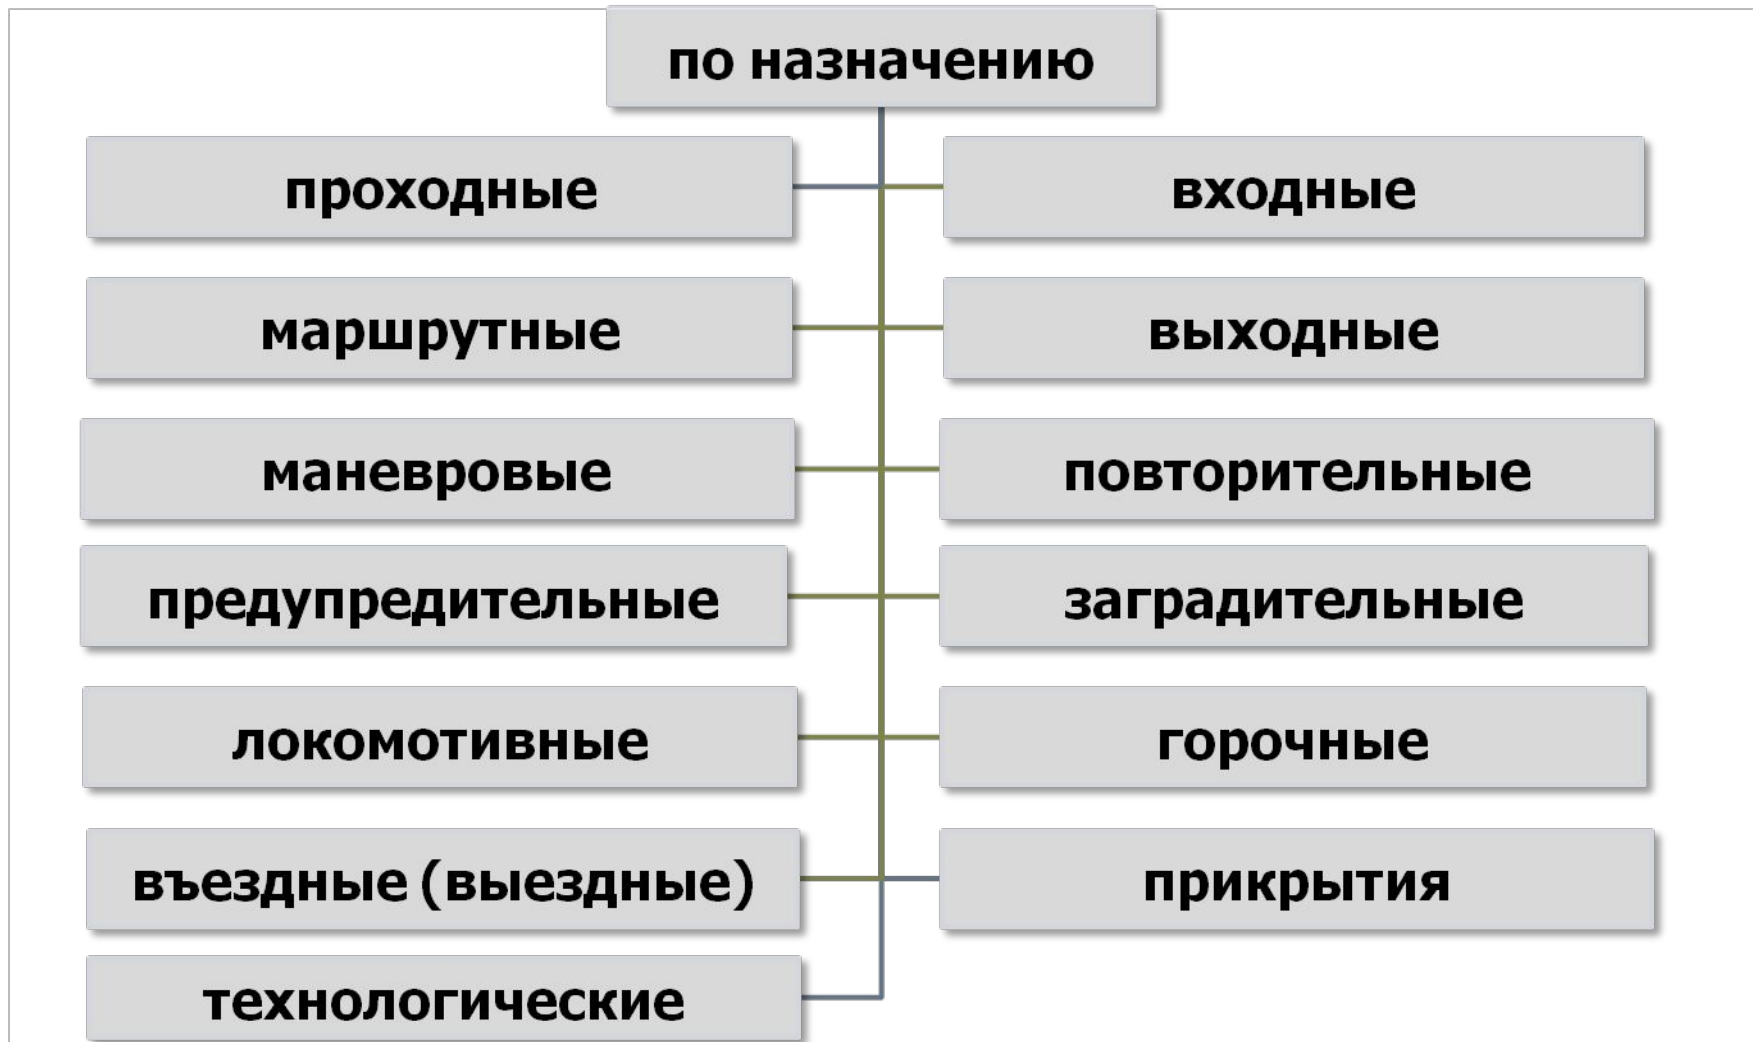 по назначению
проходные
входные
маршрутные
выходные
маневровые
повторительные
предупредительные
заградительные
локомотивные
горочные
въездные (выездные)
прикрытия
технологические